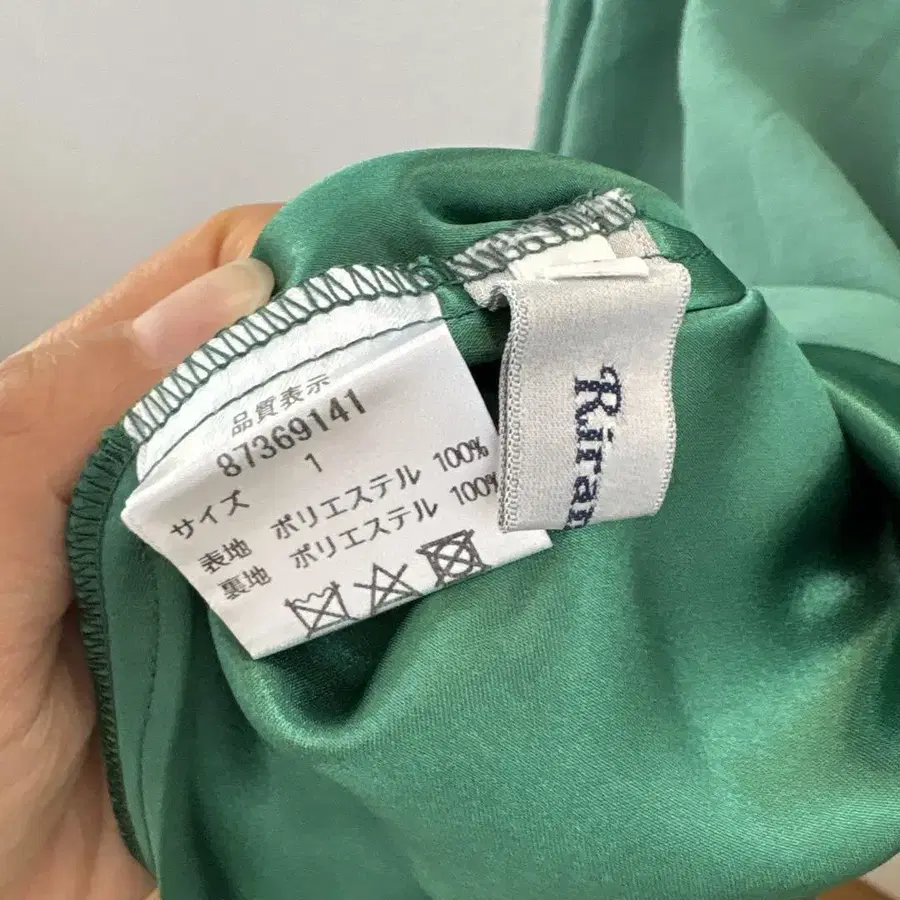 品質表示
87369141
サイズ 1
表地 ポリエステル 100%
裏地 ポリエステル 100%